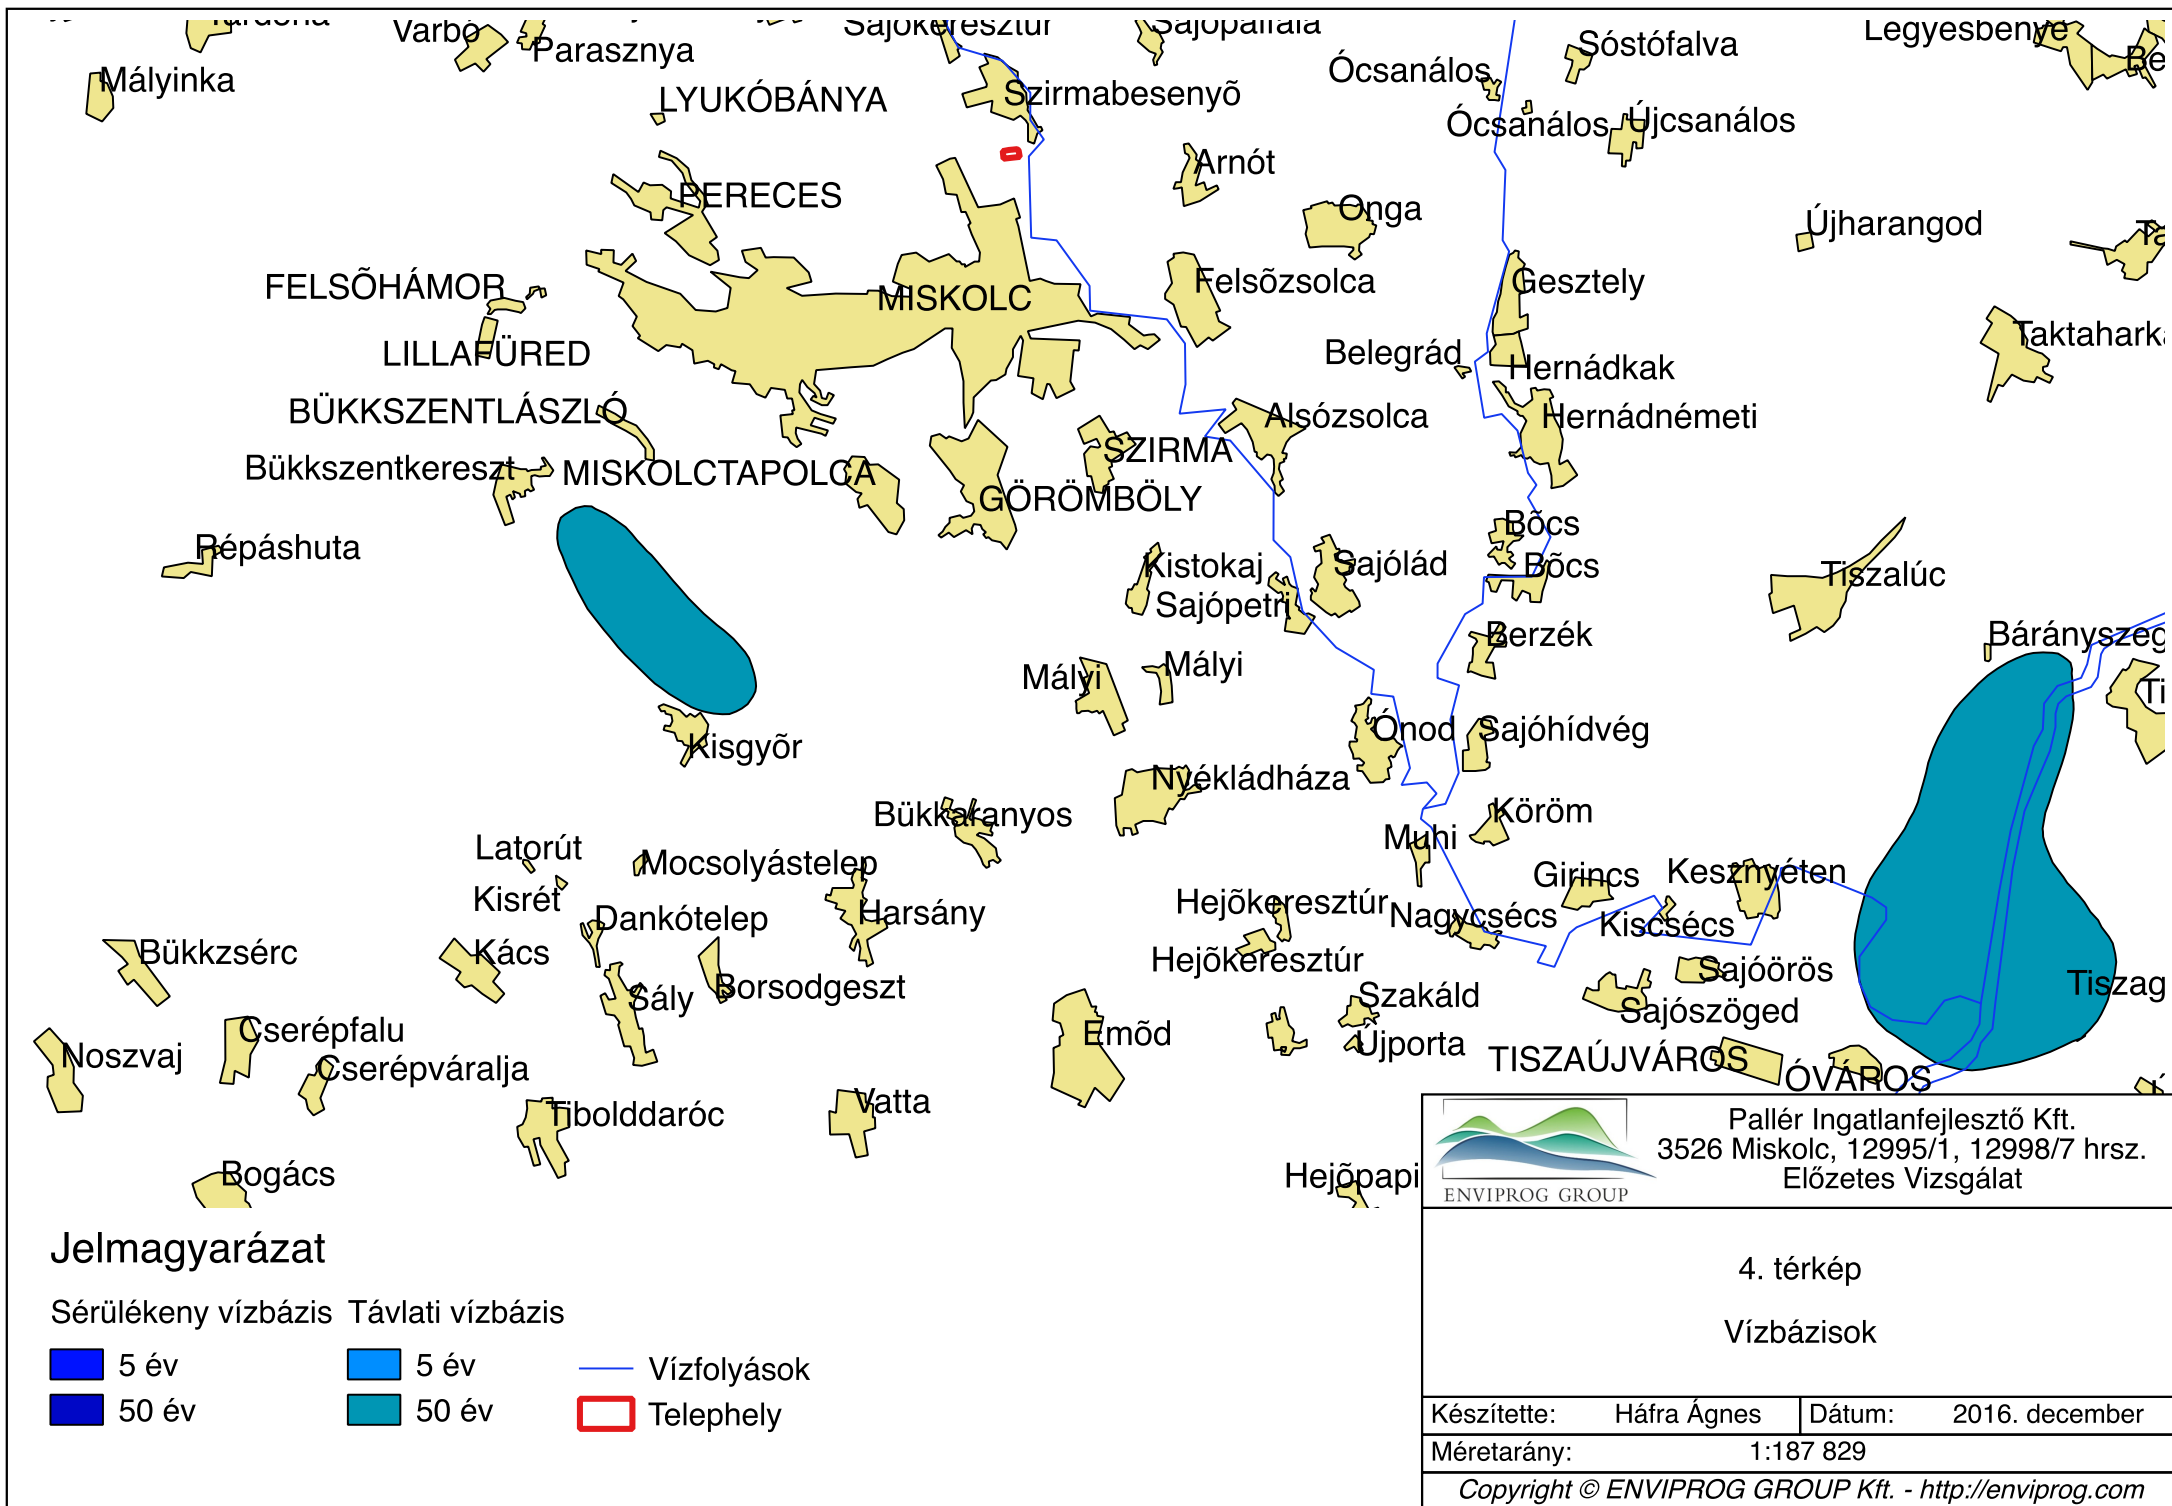 Varbó
Parasznya
Sajókeresztúr
Sajópálfala
Sóstófalva
Legyesbénye
Mályinka
LYUKÓBÁNYA
Szirmabesenyõ
Ócsanálos
Ócsanálos
Újcsanálos
Arnót
PERECES
Onga
Újharangod
FELSÕHÁMOR
MISKOLC
Felsõzsolca
Gesztely
LILLAFÜRED
Belegrád
Hernádkak
BÜKKSZENTLÁSZLÓ
Alsózsolca
Hernádnémeti
Bükkszentkereszt
MISKOLCTAPOLCA
SZIRMA
GÖRÖMBÖLY
Répáshuta
Bõcs
Kistokaj
Sajólád
Bõcs
Tiszalúc
Sajópetri
Berzék
Bárányszeg
Mályi
Mályi
Kisgyõr
Ónod
Sajóhídvég
Nyékládháza
Bükkaranyos
Köröm
Muhi
Latorút
Mocsolyástelep
Girincs
Kesznyéten
Kisrét
Dankótelep
Harsány
Hejõkeresztúr
Nagycsécs
Kiscsécs
Bükkzsérc
Kács
Hejõkeresztúr
Sajóörös
Sály
Borsodgeszt
Szakáld
Tiszag
Sajószöged
Cserépfalu
Emõd
Újporta
Noszvaj
Cserépváralja
TISZAÚJVÁROS
ÓVÁROS
Tibolddaróc
Vatta
Bogács
Hejõpapi
Jelmagyarázat
Sérülékeny vízbázis Távlati vízbázis
5 év 5 év Vízfolyások
50 év 50 év Telephely
ENVIPROG GROUP
Pallér Ingatlanfejlesztő Kft.
3526 Miskolc, 12995/1, 12998/7 hrsz.
Előzetes Vizsgálat
4. térkép
Vízbázisok
Készítette: Háfra Ágnes Dátum: 2016. december
Méretarány: 1:187 829
Copyright © ENVIPROG GROUP Kft. - http://enviprog.com